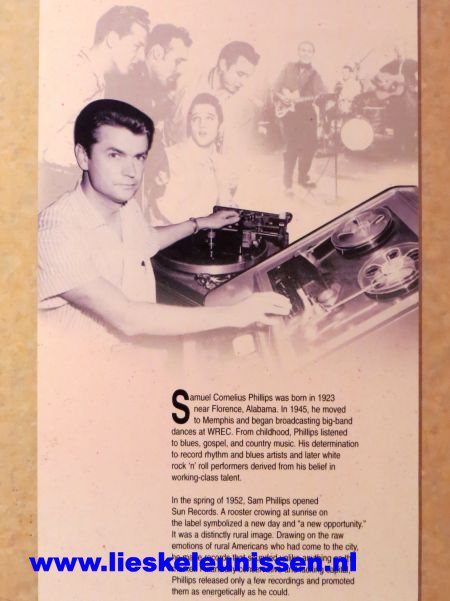 Samuel Cornelius Phillips was born in 1923
near Florence, Alabama. In 1945, he moved
to Memphis and began broadcasting big-band
dances at WREC. From childhood, Phillips listened
to blues, gospel, and country music. His determination
to record rhythm and blues artists and later white
rock 'n' roll performers derived from his belief in
working-class talent.
In the spring of 1952, Sam Phillips opened
Sun Records. A rooster crowing at sunrise on
the label symbolized a new day and "a new opportunity."
It was a distinctly rural image. Drawing on the raw
emotions of rural Americans who had come to the city,
www.lieskeleunissen.nl
Phillips released only a few recordings and promoted
them as energetically as he could.